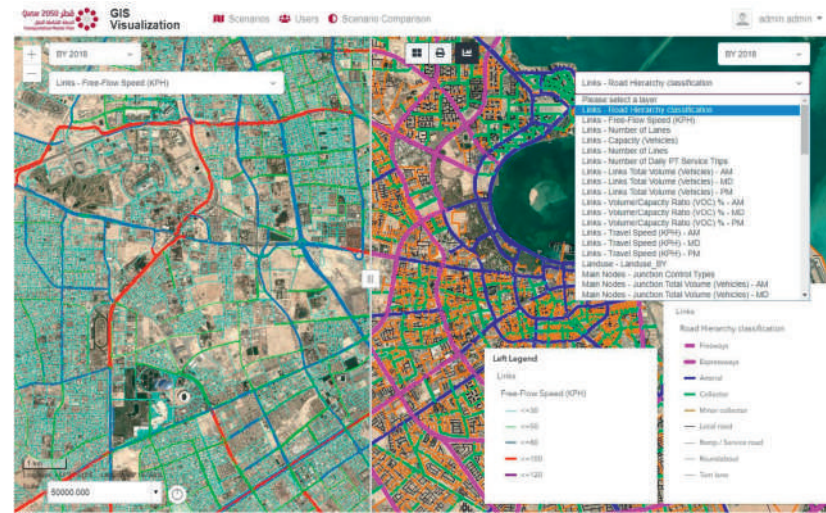 Qatar 2050 قطر
GIS
Visualization
Scenarios
Users
Scenario Comparison
admin admin
+
−
BY 2018
Links - Free-Flow Speed (KPH)
BY 2018
Links - Road Hierarchy classification
Please select a layer
Links - Road Hierarchy classification
Links - Free-Flow Speed (KPH)
Links - Number of Lanes
Links - Capacity (Vehicles)
Links - Number of Lines
Links - Number of Daily PT Service Trips
Links - Links Total Volume (Vehicles) - AM
Links - Links Total Volume (Vehicles) - MD
Links - Links Total Volume (Vehicles) - PM
Links - Volume/Capacity Ratio (VOC) % - AM
Links - Volume/Capacity Ratio (VOC) % - MD
Links - Volume/Capacity Ratio (VOC) % - PM
Links - Travel Speed (KPH) - AM
Links - Travel Speed (KPH) - MD
Links - Travel Speed (KPH) - PM
Landuse - Landuse_BY
Main Nodes - Junction Control Types
Main Nodes - Junction Total Volume (Vehicles) - AM
Main Nodes - Junction Total Volume (Vehicles) - MD
Links
Road Hierarchy classification
Freeways
Expressways
Arterial
Collector
Minor collector
Local road
Ramp / Service road
Roundabout
Turn lane
Left Legend
Links
Free-Flow Speed (KPH)
<=30
<=50
<=80
<=100
<=120
1 km
50000.000